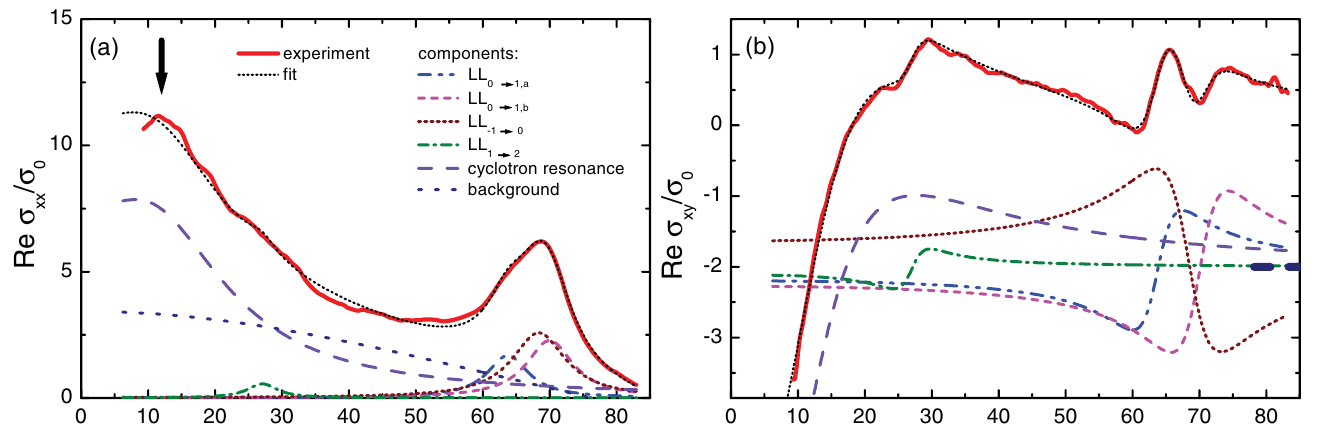 (a)
15
10
5
0
Re σxx/σ0
experiment
fit
components:
LL0→1,a
LL0→1,b
LL-1→0
LL1→2
cyclotron resonance
background
0 10 20 30 40 50 60 70 80
(b)
1
0
-1
-2
-3
Re σxy/σ0
0 10 20 30 40 50 60 70 80